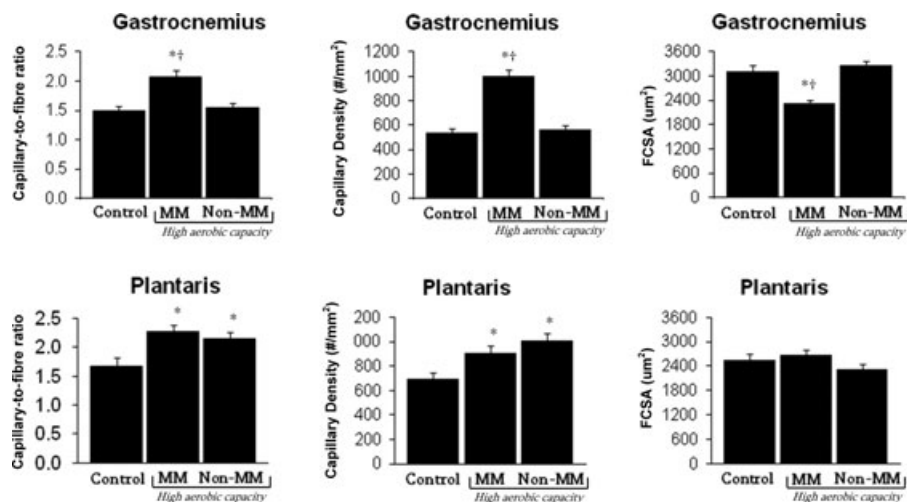 Gastrocnemius
Capillary-to-fibre ratio
2.5
2.0
1.5
1.0
0.5
0.0
*†
Control MM Non-MM
High aerobic capacity
Gastrocnemius
Capillary Density (#/mm²)
1200
1000
800
600
400
200
0
*†
Control MM Non-MM
High aerobic capacity
Gastrocnemius
FCSA (um²)
3600
3000
2400
1800
1200
600
0
*†
Control MM Non-MM
High aerobic capacity
Plantaris
Capillary-to-fibre ratio
2.5
2.0
1.5
1.0
0.5
0.0
*
*
Control MM Non-MM
High aerobic capacity
Plantaris
Capillary Density (#/mm²)
200
000
800
600
400
200
0
*
*
Control MM Non-MM
High aerobic capacity
Plantaris
FCSA (um²)
3600
3000
2400
1800
1200
600
0
Control MM Non-MM
High aerobic capacity